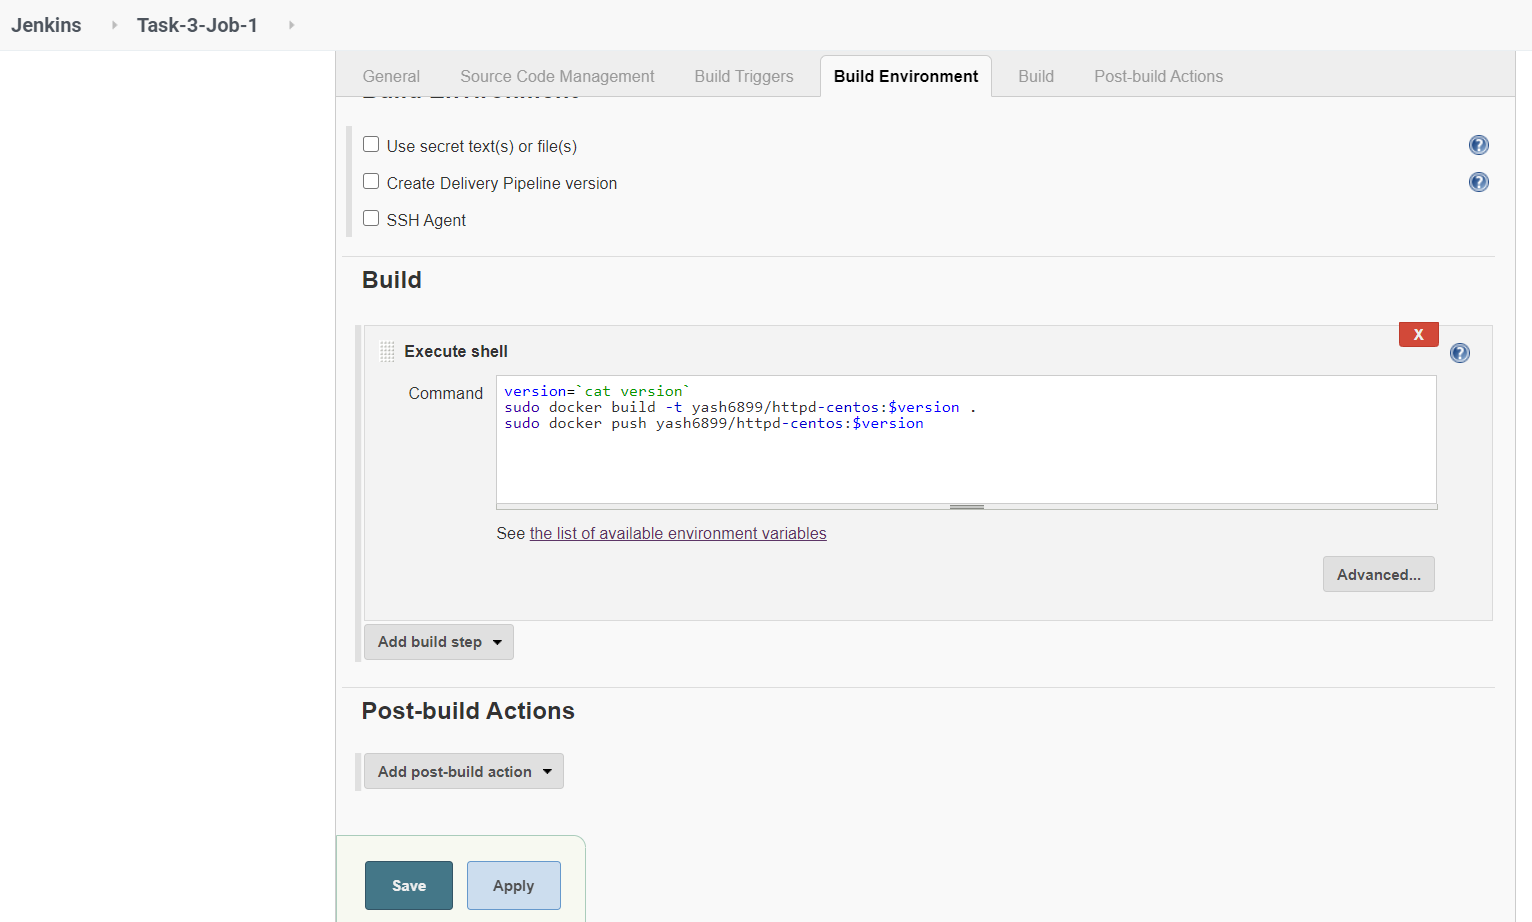 Jenkins Task-3-Job-1
General Source Code Management Build Triggers Build Environment Build Post-build Actions
Build Environment
Use secret text(s) or file(s)
Create Delivery Pipeline version
SSH Agent
Build
X
Execute shell
Command
version=`cat version`
sudo docker build -t yash6899/httpd-centos:$version .
sudo docker push yash6899/httpd-centos:$version
See the list of available environment variables
Advanced...
Add build step
Post-build Actions
Add post-build action
Save Apply